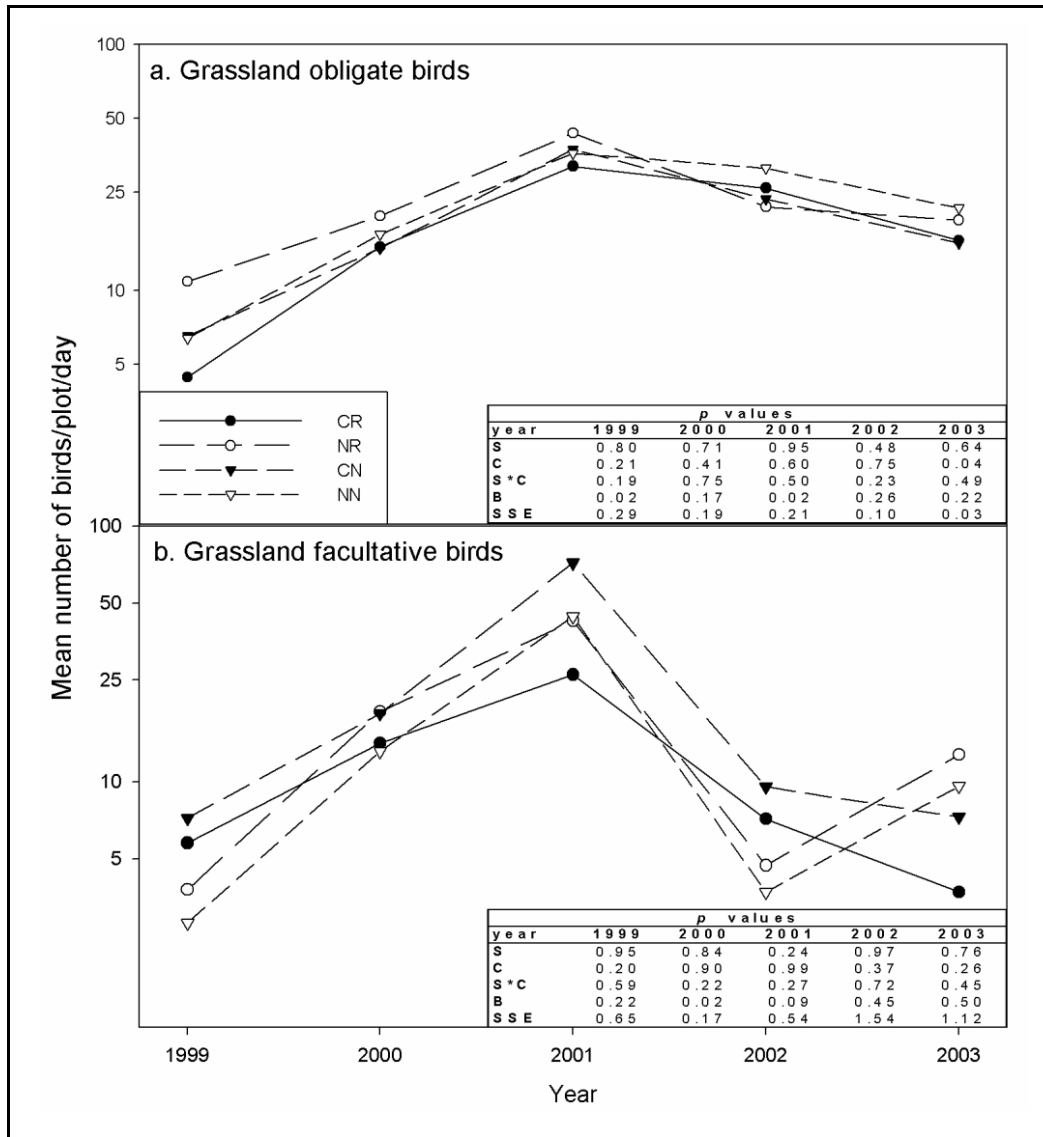 100
a. Grassland obligate birds
50
25
10
5
CR
NR
CN
NN
p values
year 1999 2000 2001 2002 2003
S 0.80 0.71 0.95 0.48 0.64
C 0.21 0.41 0.60 0.75 0.04
S*C 0.19 0.75 0.50 0.23 0.49
B 0.02 0.17 0.02 0.26 0.22
SSE 0.29 0.19 0.21 0.10 0.03
Mean number of birds/plot/day
100
b. Grassland facultative birds
50
25
10
5
p values
year 1999 2000 2001 2002 2003
S 0.95 0.84 0.24 0.97 0.76
C 0.20 0.90 0.99 0.37 0.26
S*C 0.59 0.22 0.27 0.72 0.45
B 0.22 0.02 0.09 0.45 0.50
SSE 0.65 0.17 0.54 1.54 1.12
1999 2000 2001 2002 2003
Year